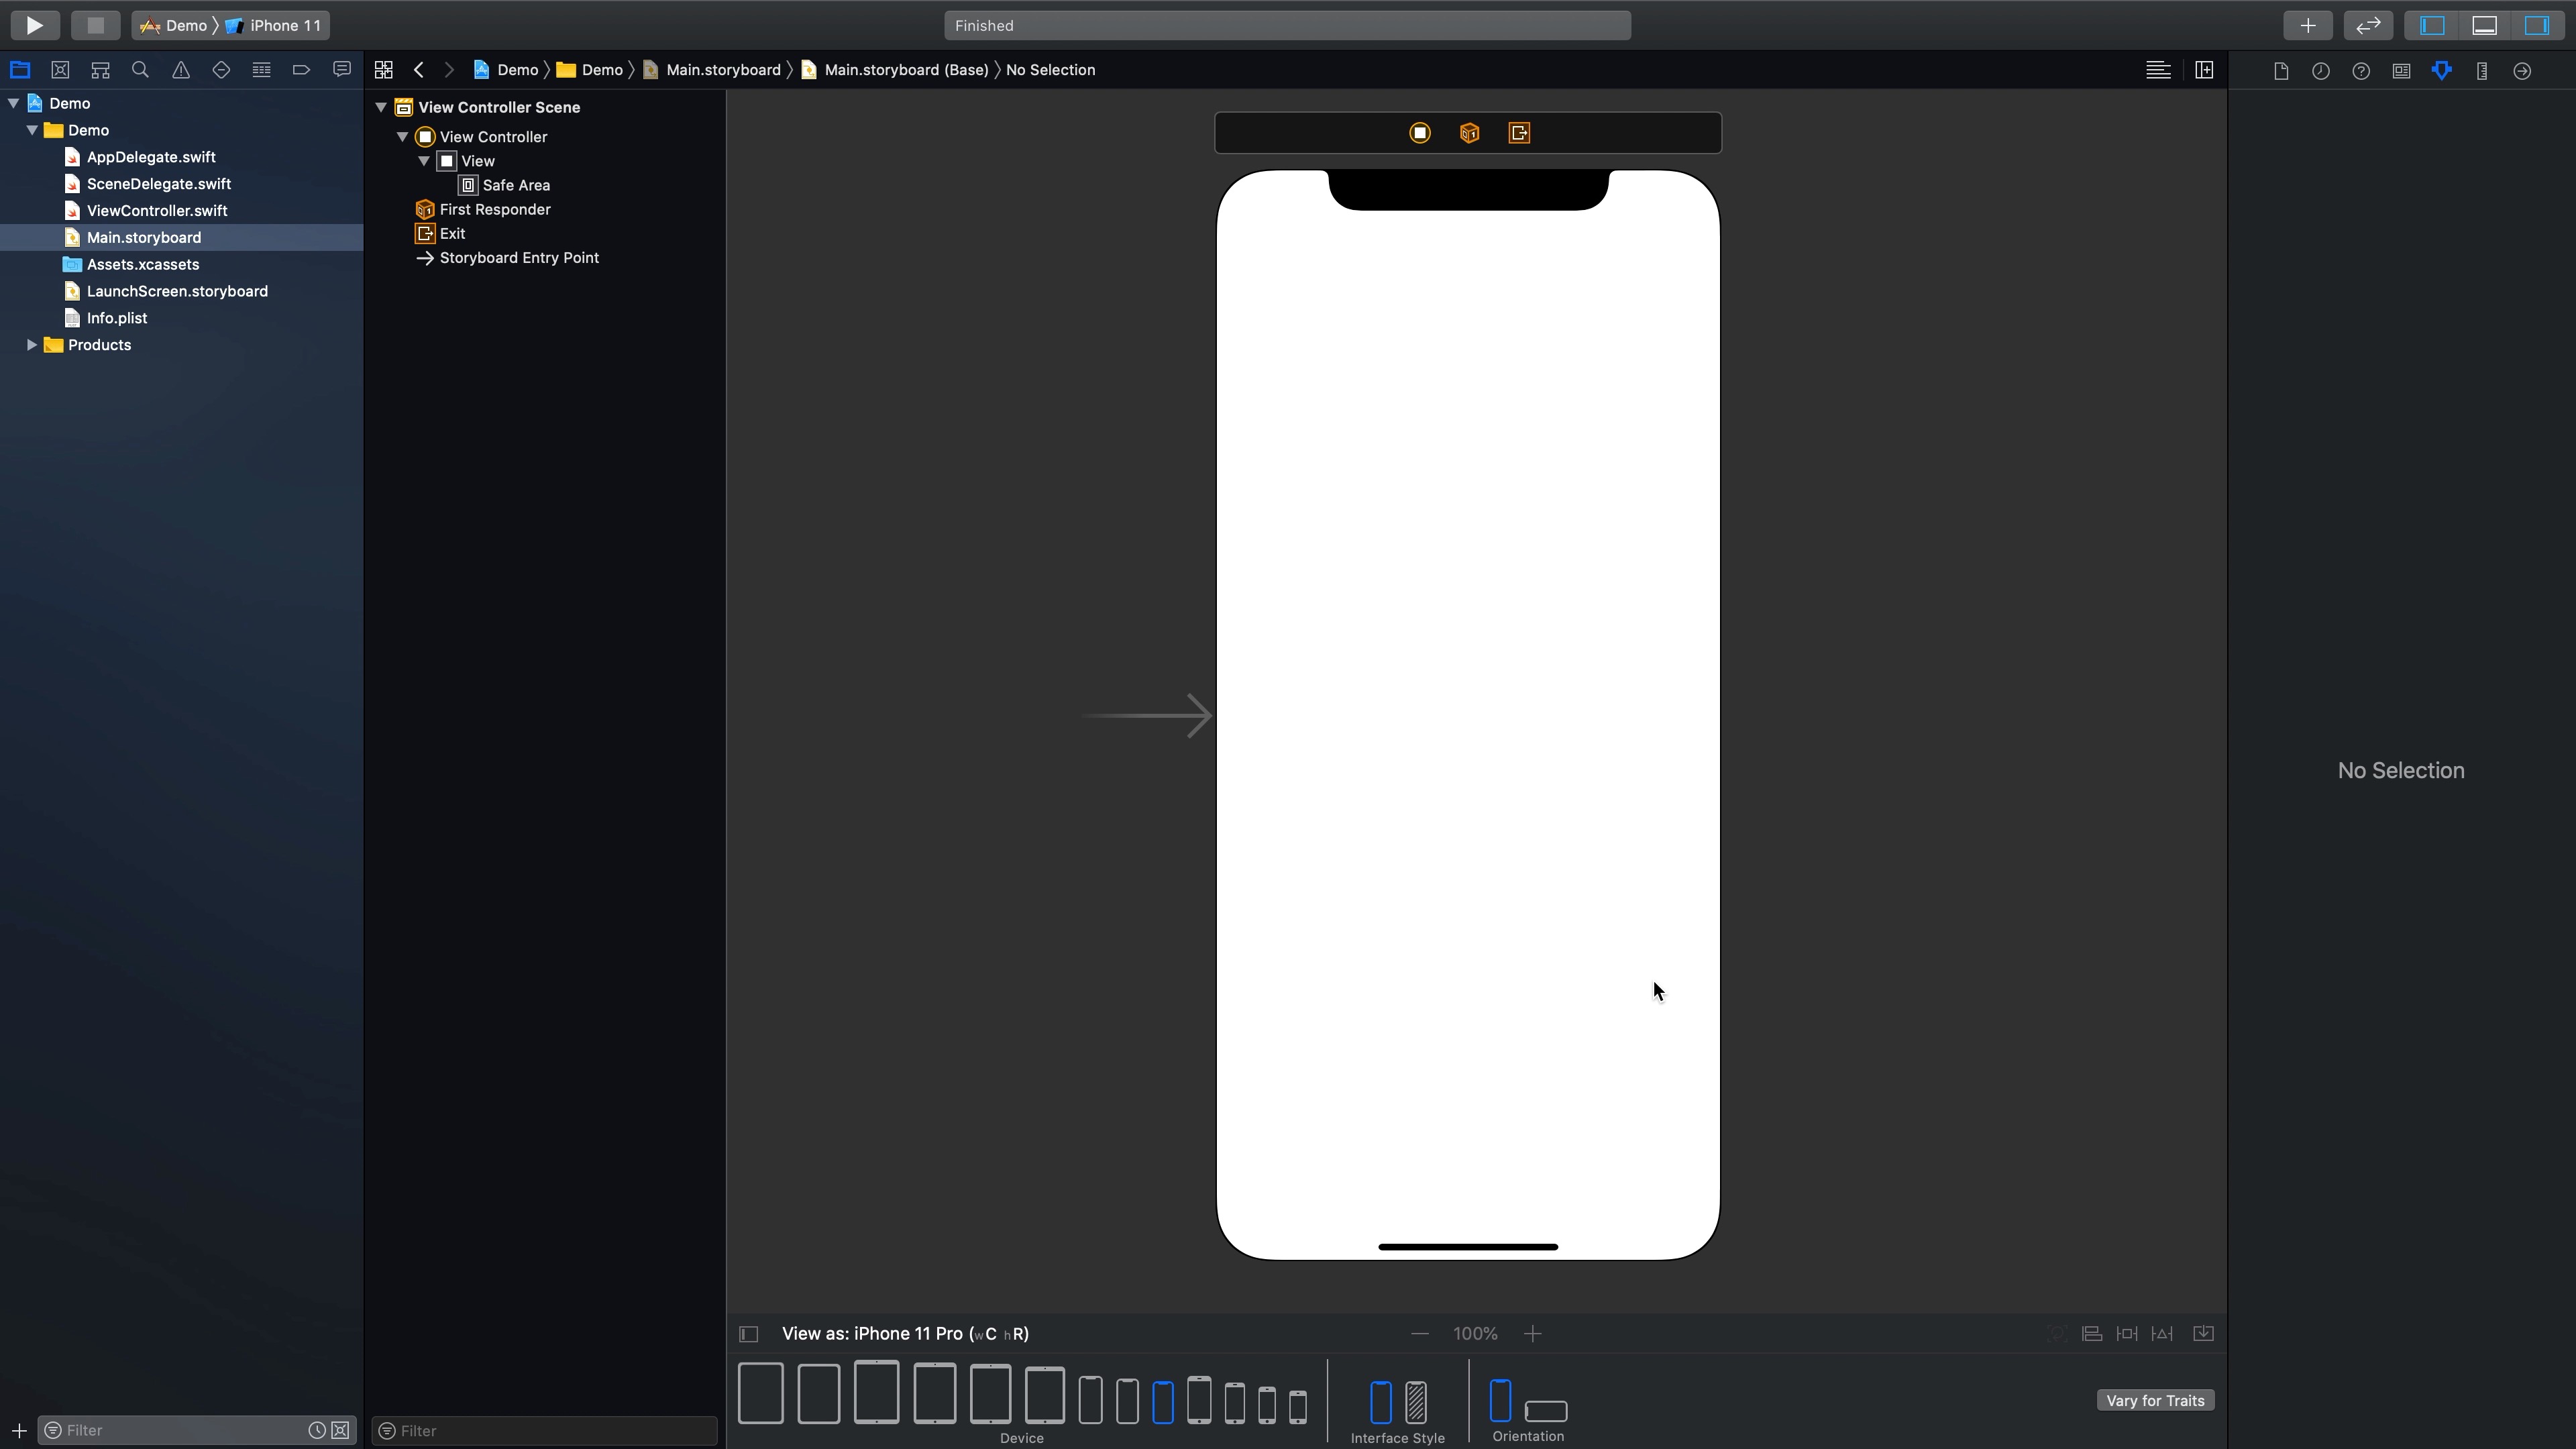 Demo iPhone 11
Finished
Demo Demo Main.storyboard Main.storyboard (Base) No Selection
Demo
Demo
AppDelegate.swift
SceneDelegate.swift
ViewController.swift
Main.storyboard
Assets.xcassets
LaunchScreen.storyboard
Info.plist
Products
View Controller Scene
View Controller
View
Safe Area
First Responder
Exit
Storyboard Entry Point
No Selection
View as: iPhone 11 Pro (wC hR)
100%
Vary for Traits
Filter
Filter
Device
Interface Style
Orientation